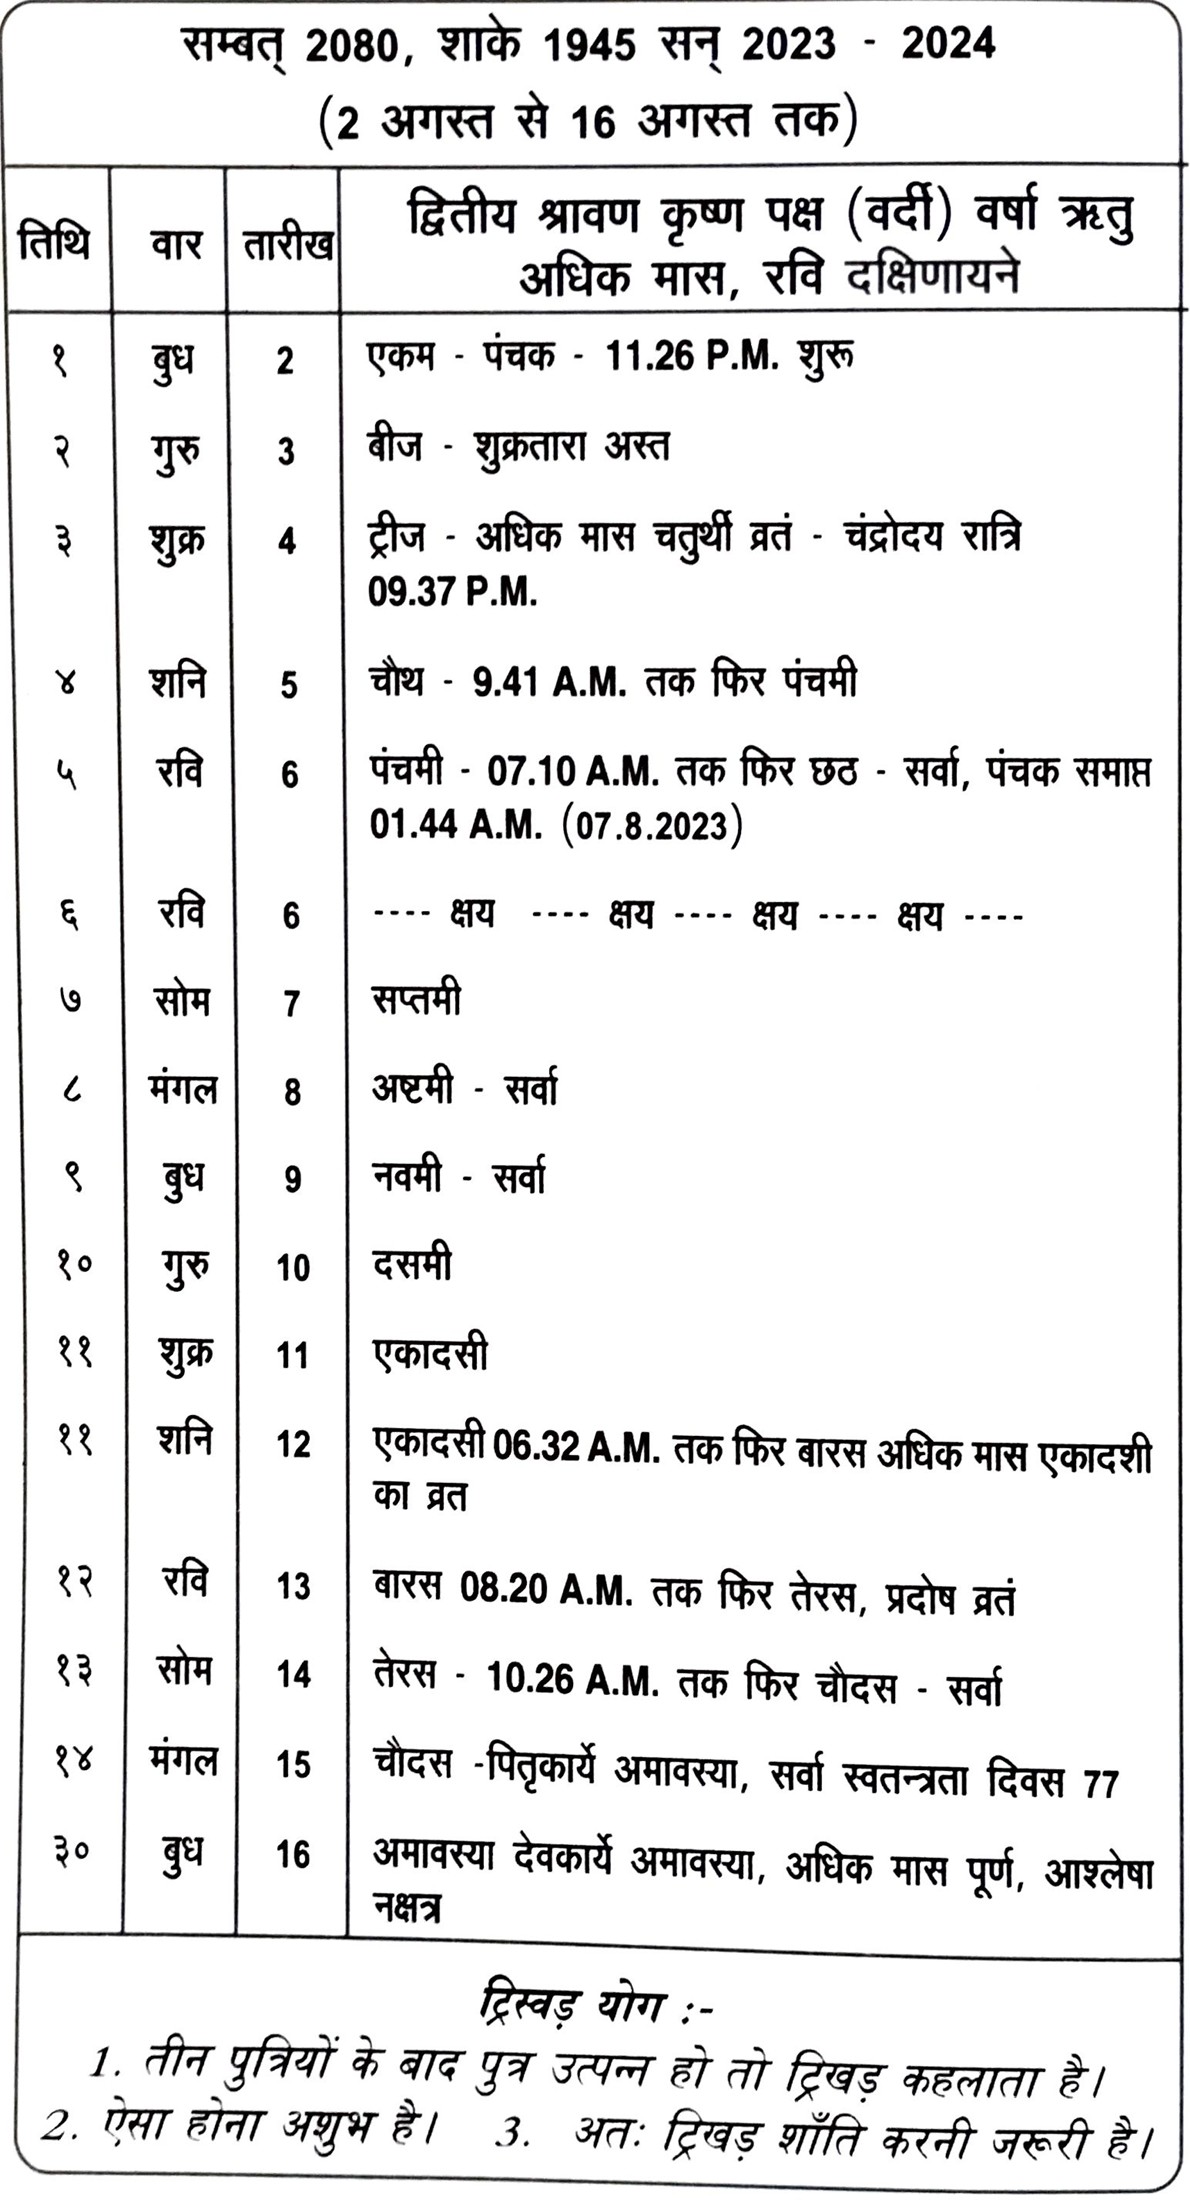 सम्बत् 2080, शाके 1945 सन् 2023 - 2024
(2 अगस्त से 16 अगस्त तक)
तिथि वार तारीख द्वितीय श्रावण कृष्ण पक्ष (वर्दी) वर्षा ऋतु
अधिक मास, रवि दक्षिणायने
१ बुध 2 एकम - पंचक - 11.26 P.M. शुरू
२ गुरु 3 बीज - शुक्रतारा अस्त
३ शुक्र 4 ट्रीज - अधिक मास चतुर्थी व्रतं - चंद्रोदय रात्रि
09.37 P.M.
४ शनि 5 चौथ - 9.41 A.M. तक फिर पंचमी
५ रवि 6 पंचमी - 07.10 A.M. तक फिर छठ - सर्वा, पंचक समाप्त
01.44 A.M. (07.8.2023)
६ रवि 6 ---- क्षय ---- क्षय ---- क्षय ---- क्षय ----
७ सोम 7 सप्तमी
८ मंगल 8 अष्टमी - सर्वा
९ बुध 9 नवमी - सर्वा
१० गुरु 10 दसमी
११ शुक्र 11 एकादसी
११ शनि 12 एकादसी 06.32 A.M. तक फिर बारस अधिक मास एकादशी
का व्रत
१२ रवि 13 बारस 08.20 A.M. तक फिर तेरस, प्रदोष व्रतं
१३ सोम 14 तेरस - 10.26 A.M. तक फिर चौदस - सर्वा
१४ मंगल 15 चौदस -पितृकार्ये अमावस्या, सर्वा स्वतन्त्रता दिवस 77
३० बुध 16 अमावस्या देवकार्ये अमावस्या, अधिक मास पूर्ण, आश्लेषा
नक्षत्र
ट्रिस्वड़ योग :-
1. तीन पुत्रियों के बाद पुत्र उत्पन्न हो तो ट्रिखड़ कहलाता है।
2. ऐसा होना अशुभ है। 3. अतः ट्रिखड़ शाँति करनी जरूरी है।